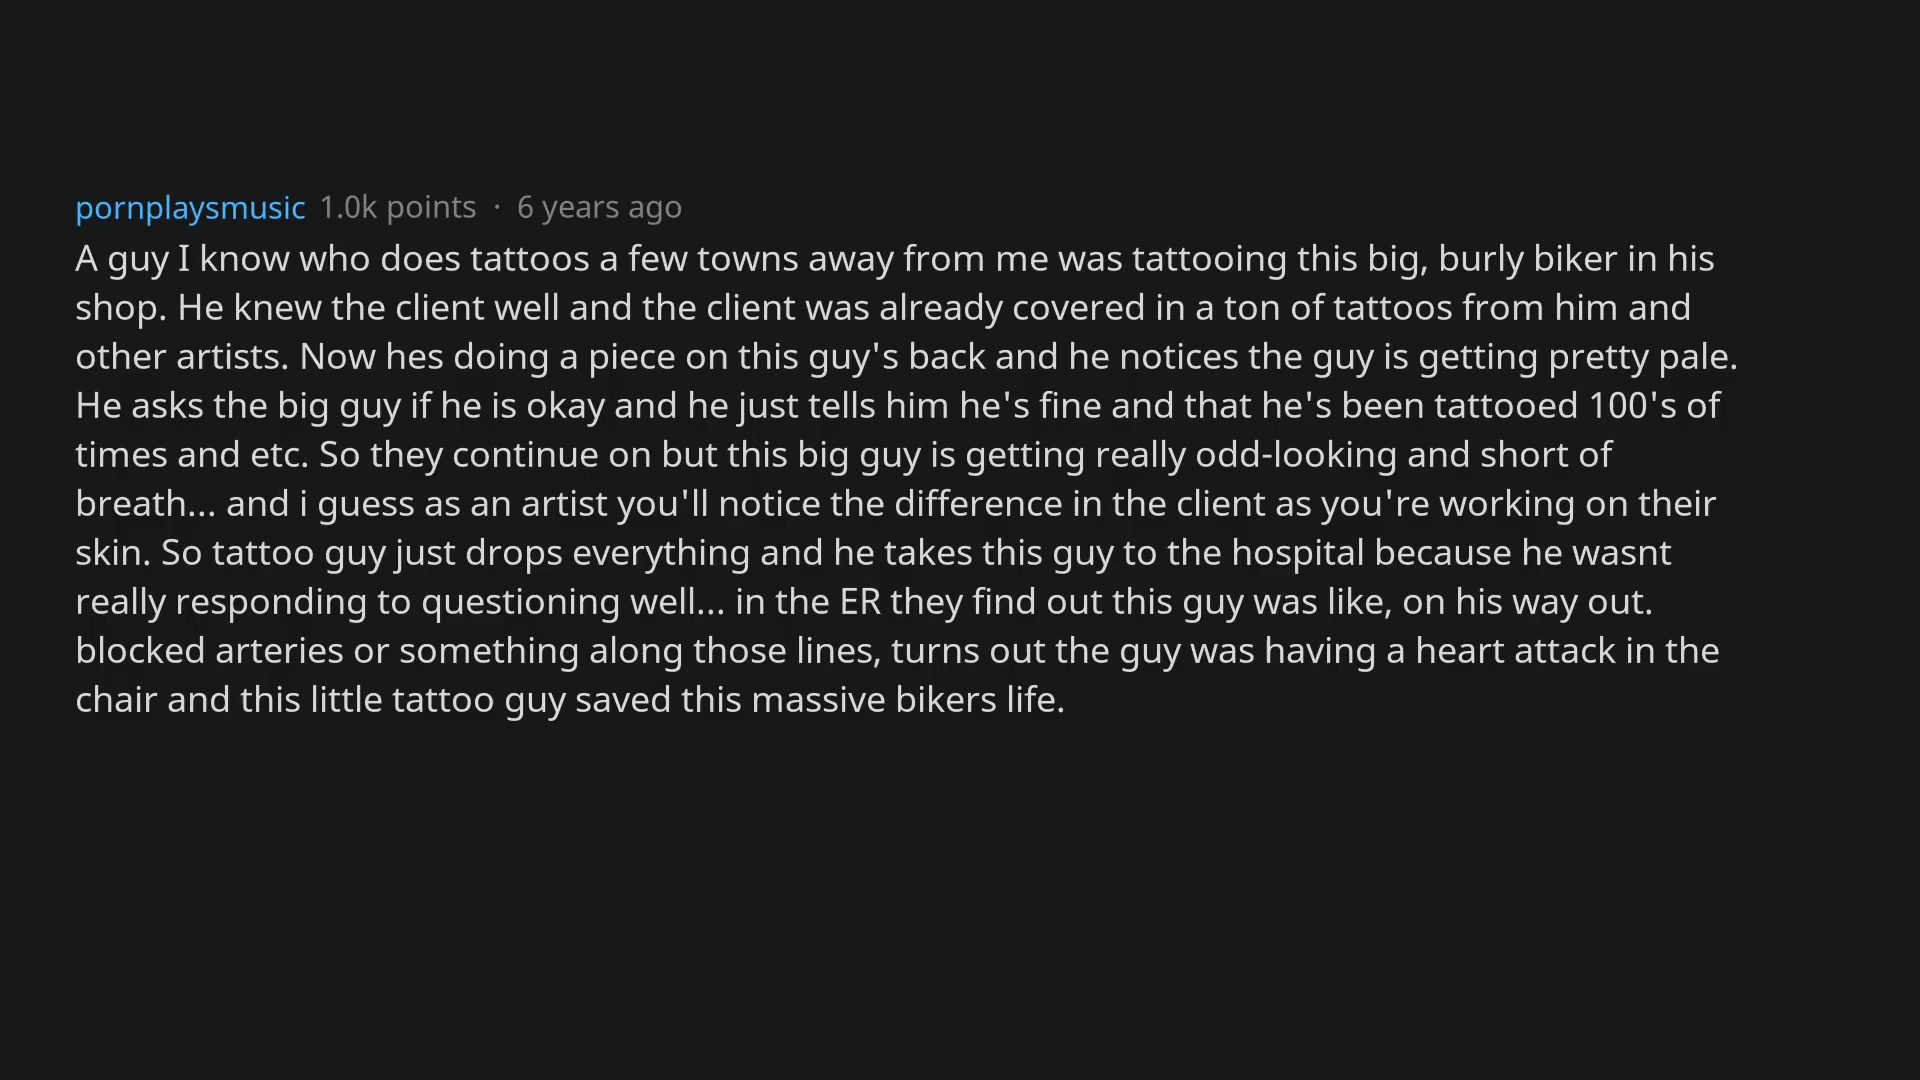 pornplaysmusic 1.0k points · 6 years ago
A guy I know who does tattoos a few towns away from me was tattooing this big, burly biker in his
shop. He knew the client well and the client was already covered in a ton of tattoos from him and
other artists. Now hes doing a piece on this guy's back and he notices the guy is getting pretty pale.
He asks the big guy if he is okay and he just tells him he's fine and that he's been tattooed 100's of
times and etc. So they continue on but this big guy is getting really odd-looking and short of
breath... and i guess as an artist you'll notice the difference in the client as you're working on their
skin. So tattoo guy just drops everything and he takes this guy to the hospital because he wasnt
really responding to questioning well... in the ER they find out this guy was like, on his way out.
blocked arteries or something along those lines, turns out the guy was having a heart attack in the
chair and this little tattoo guy saved this massive bikers life.